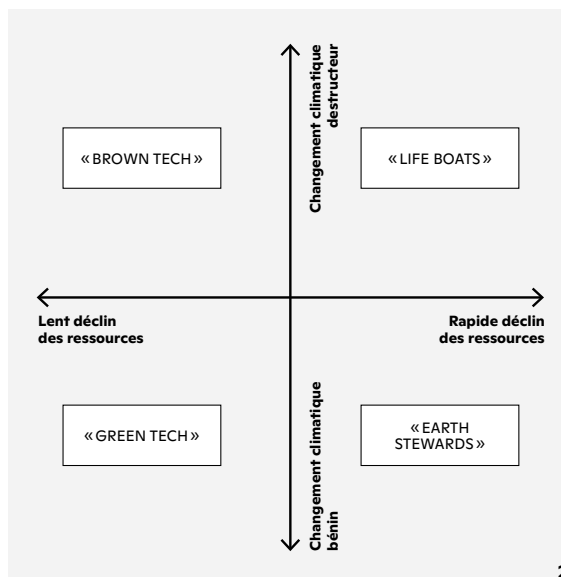 Changement climatique
destructeur
«BROWN TECH»
«LIFE BOATS»
Lent déclin
des ressources
Rapide déclin
des ressources
«GREEN TECH»
«EARTH
STEWARDS»
Changement climatique
bénin